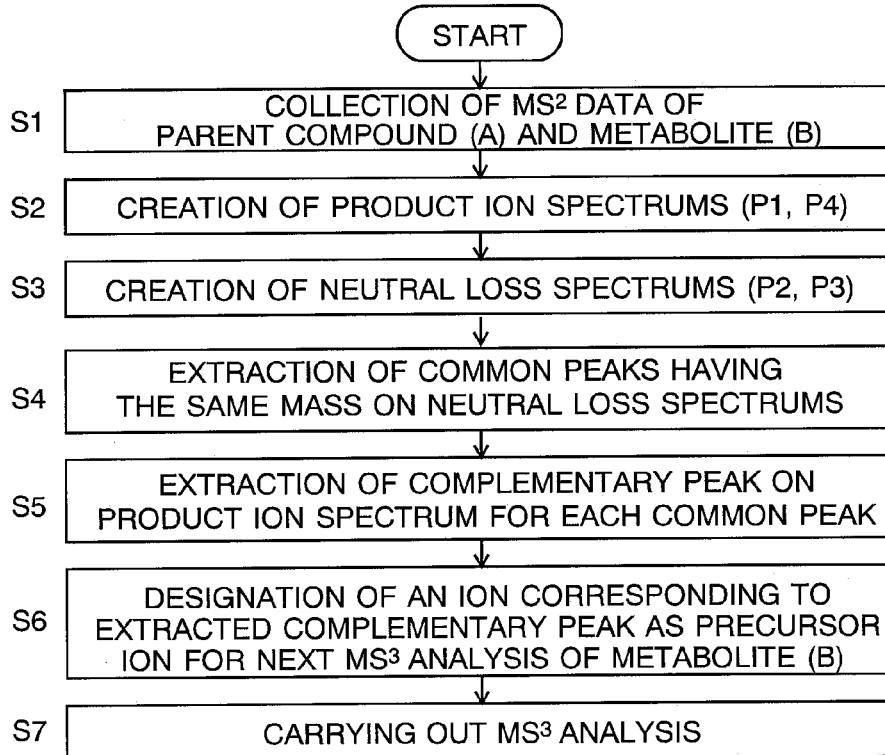 START
S1
COLLECTION OF MS² DATA OF
PARENT COMPOUND (A) AND METABOLITE (B)
S2
CREATION OF PRODUCT ION SPECTRUMS (P1, P4)
S3
CREATION OF NEUTRAL LOSS SPECTRUMS (P2, P3)
S4
EXTRACTION OF COMMON PEAKS HAVING
THE SAME MASS ON NEUTRAL LOSS SPECTRUMS
S5
EXTRACTION OF COMPLEMENTARY PEAK ON
PRODUCT ION SPECTRUM FOR EACH COMMON PEAK
S6
DESIGNATION OF AN ION CORRESPONDING TO
EXTRACTED COMPLEMENTARY PEAK AS PRECURSOR
ION FOR NEXT MS³ ANALYSIS OF METABOLITE (B)
S7
CARRYING OUT MS³ ANALYSIS